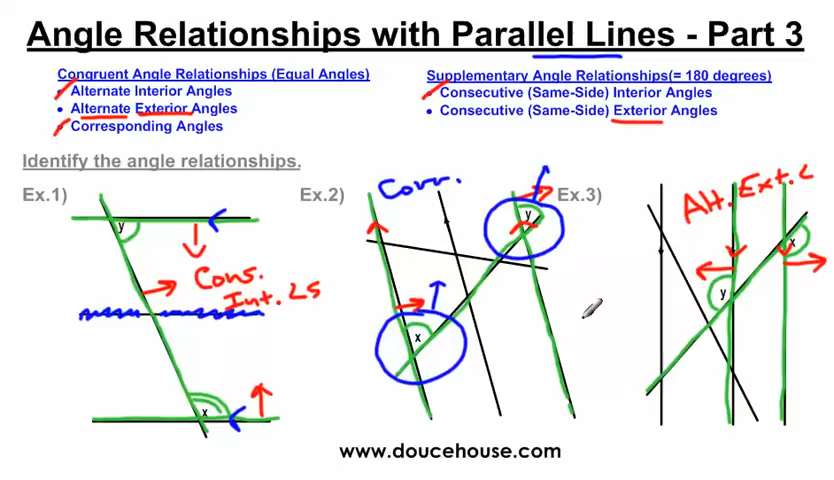 Angle Relationships with Parallel Lines - Part 3
Congruent Angle Relationships (Equal Angles)
• Alternate Interior Angles
• Alternate Exterior Angles
• Corresponding Angles
Supplementary Angle Relationships(= 180 degrees)
• Consecutive (Same-Side) Interior Angles
• Consecutive (Same-Side) Exterior Angles
Identify the angle relationships.
Ex.1)
y
Cons.
Int. ∠s
x
Ex.2)
Corr.
y
x
Ex.3)
Alt. Ext. ∠
x
y
www.doucehouse.com